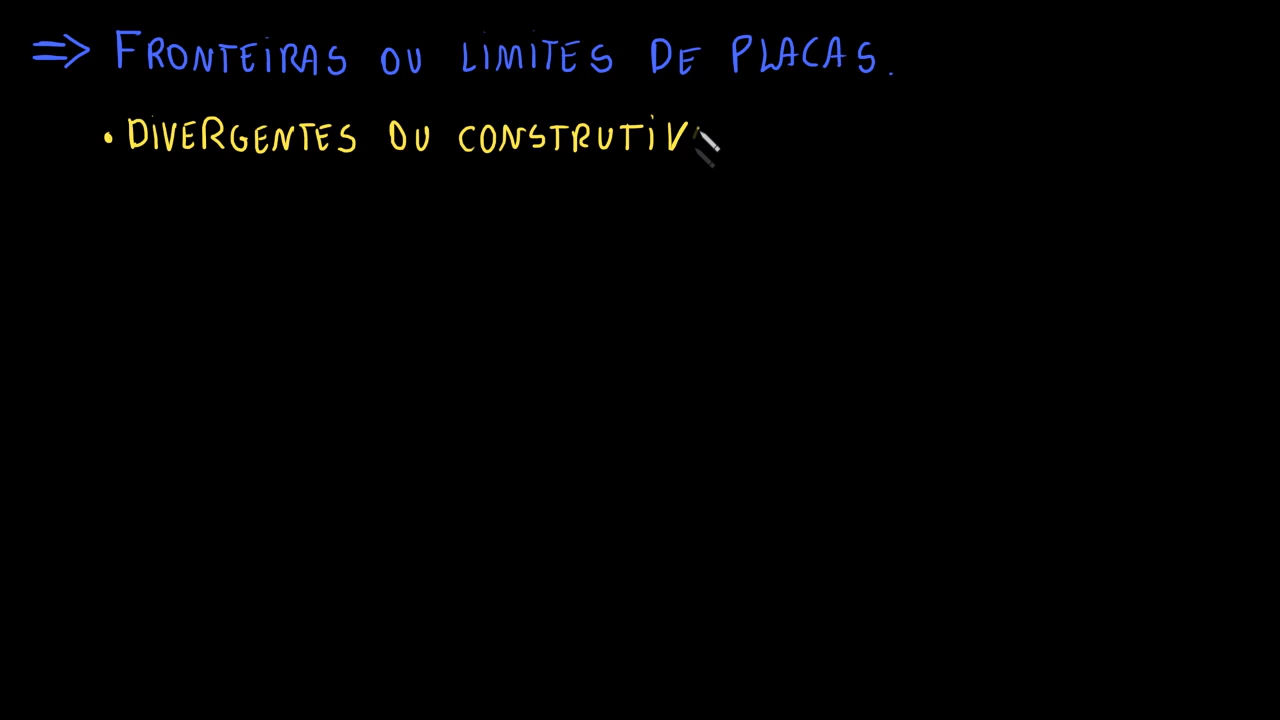 => FRONTEIRAS OU LIMITES DE PLACAS.
• DIVERGENTES OU CONSTRUTIV